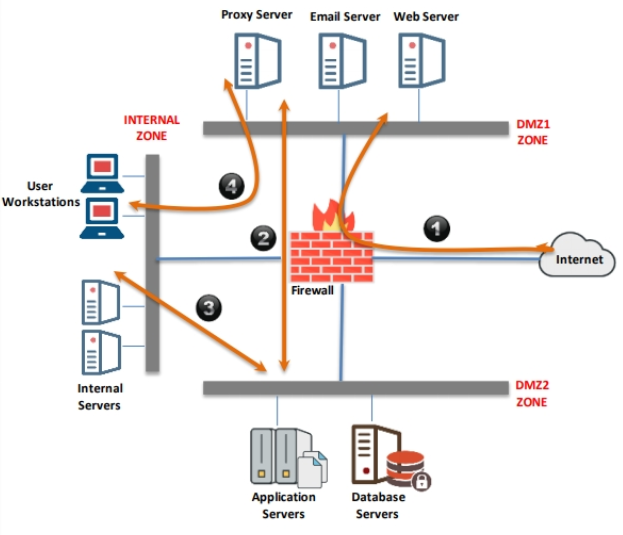 Proxy Server
Email Server
Web Server
INTERNAL
ZONE
DMZ1
ZONE
User
Workstations
4
2
1
Internet
Firewall
3
Internal
Servers
DMZ2
ZONE
Application
Servers
Database
Servers